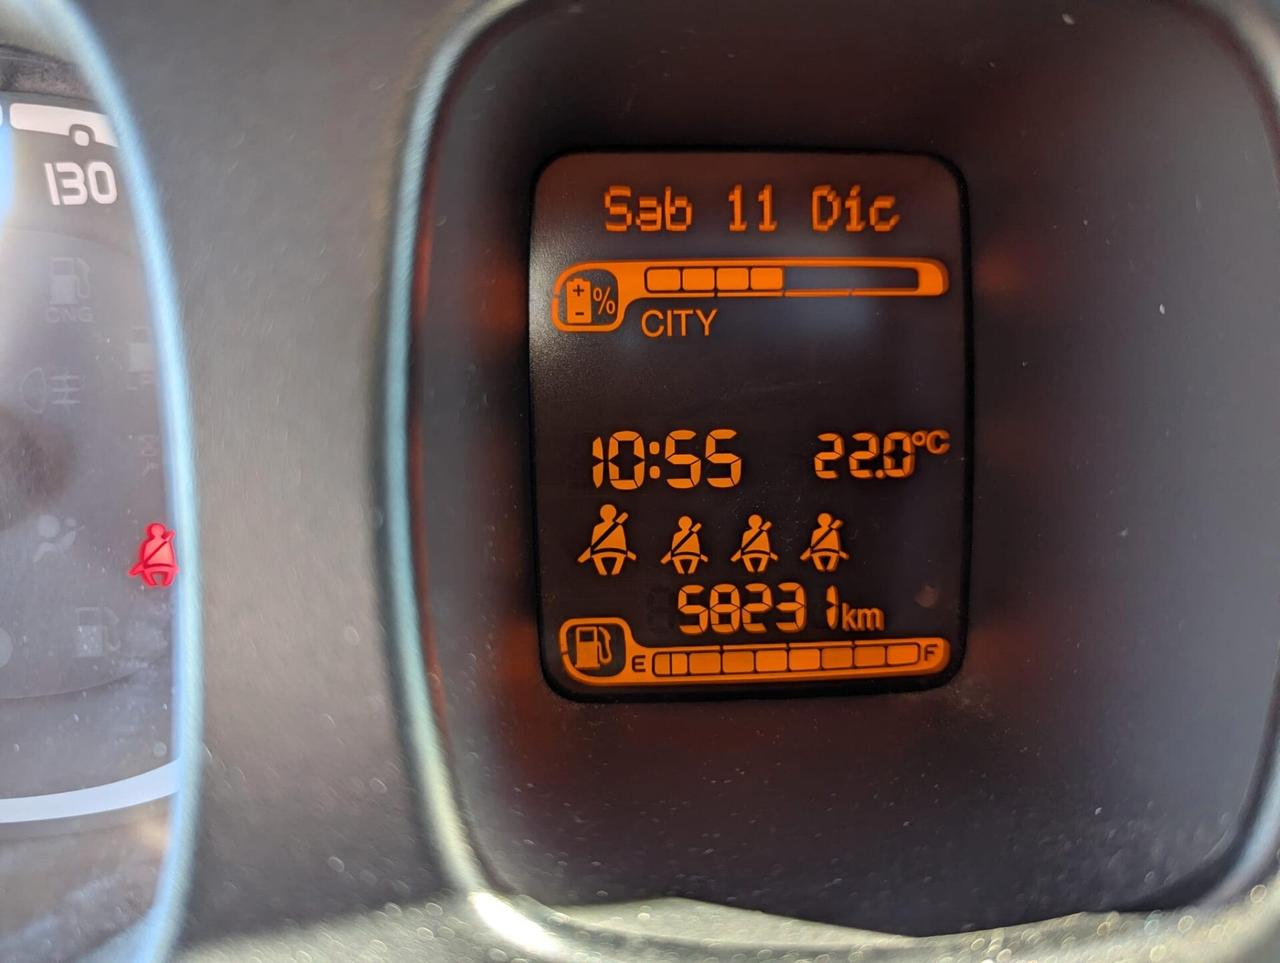 130
CNG
Sab 11 Dic
%
CITY
10:55 22.0°C
58231 km
E F